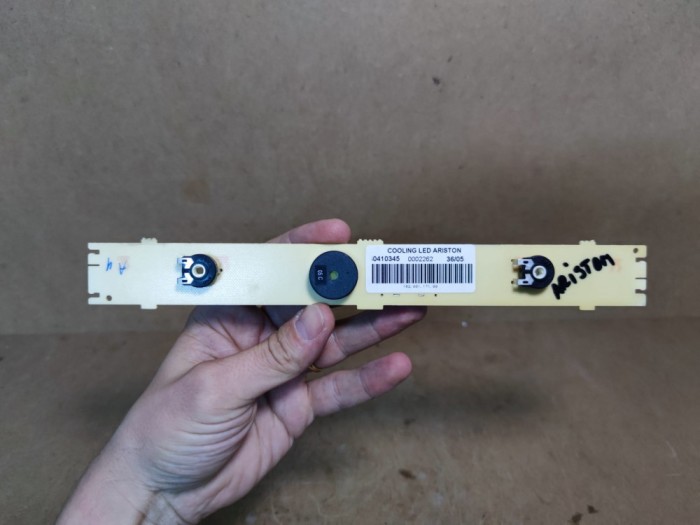 COOLING LED ARISTON
-0410345 0002262 36/05
ARISTON